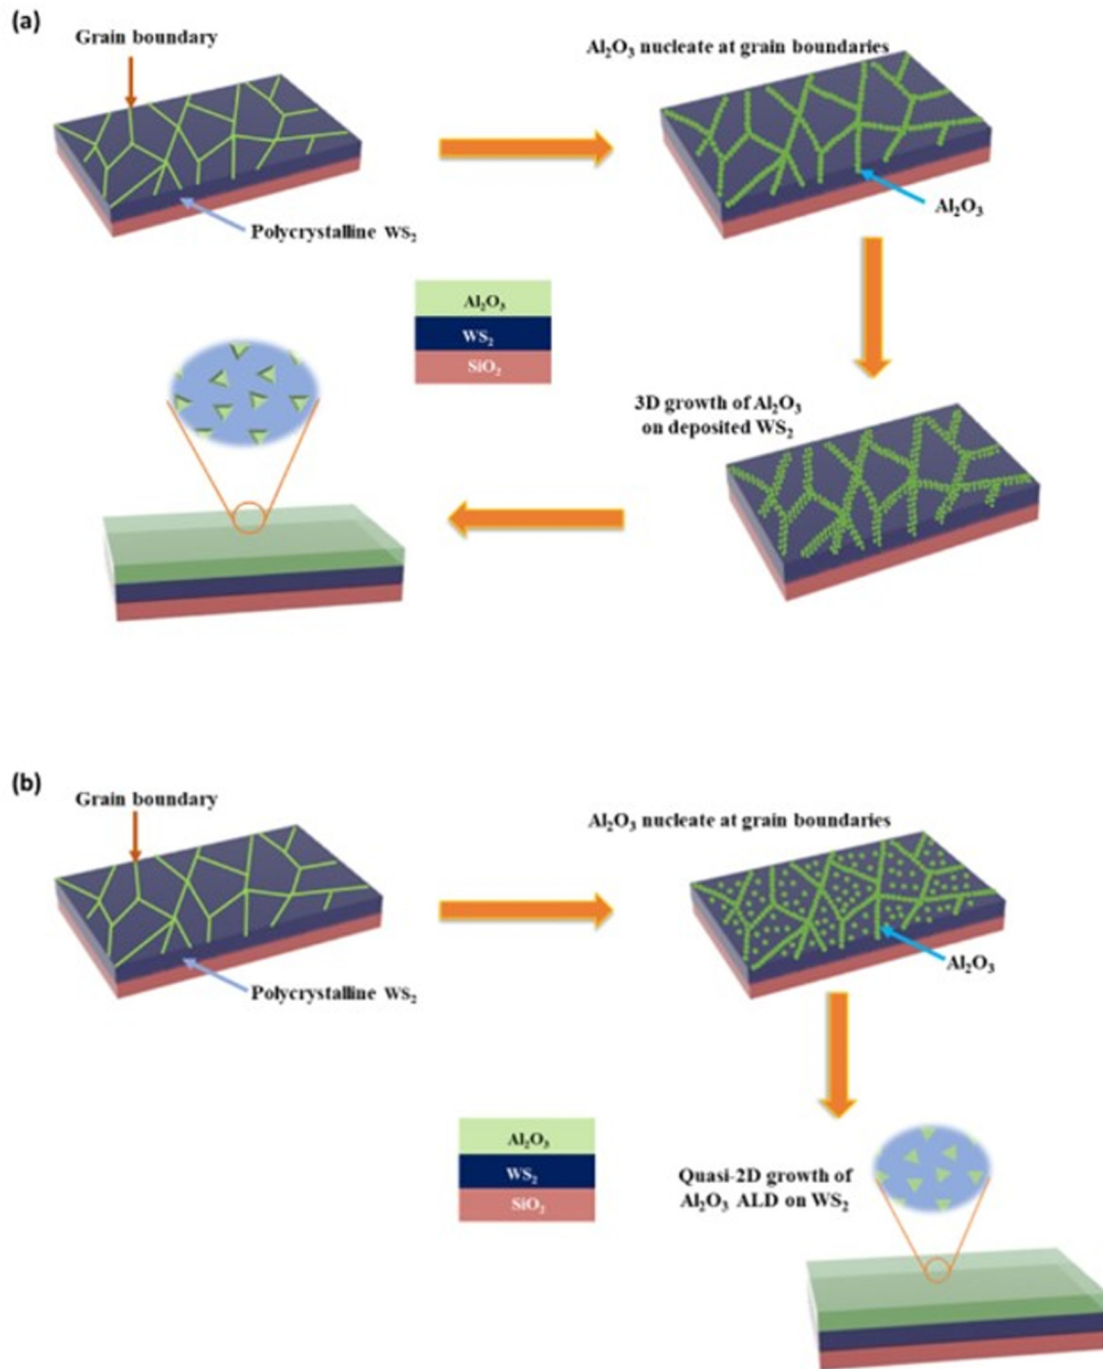 (a)
Grain boundary
Al₂O₃ nucleate at grain boundaries
Al₂O₃
Polycrystalline WS₂
Al₂O₃
WS₂
SiO₂
3D growth of Al₂O₃
on deposited WS₂
(b)
Grain boundary
Al₂O₃ nucleate at grain boundaries
Al₂O₃
Polycrystalline WS₂
Al₂O₃
WS₂
SiO₂
Quasi-2D growth of
Al₂O₃ ALD on WS₂